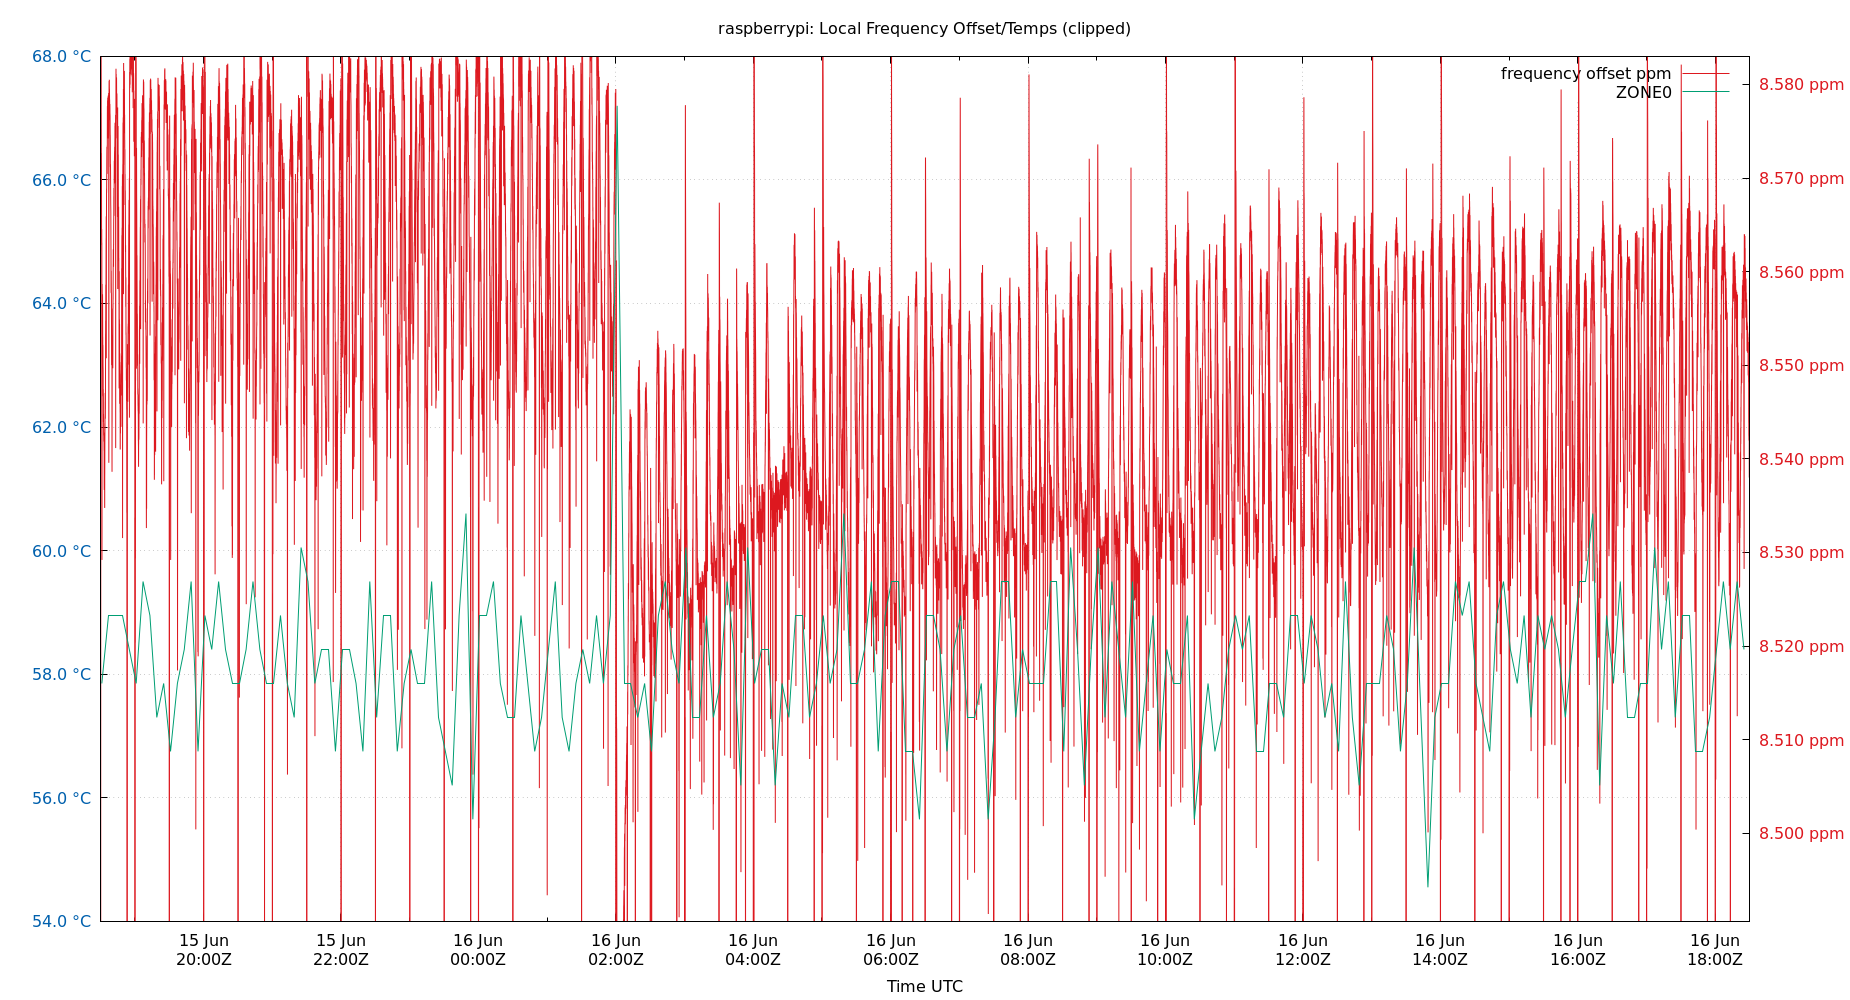 raspberrypi: Local Frequency Offset/Temps (clipped)
68.0 °C
66.0 °C
64.0 °C
62.0 °C
60.0 °C
58.0 °C
56.0 °C
54.0 °C
frequency offset ppm
ZONE0
8.580 ppm
8.570 ppm
8.560 ppm
8.550 ppm
8.540 ppm
8.530 ppm
8.520 ppm
8.510 ppm
8.500 ppm
15 Jun 15 Jun 16 Jun 16 Jun 16 Jun 16 Jun 16 Jun 16 Jun 16 Jun 16 Jun 16 Jun 16 Jun
20:00Z 22:00Z 00:00Z 02:00Z 04:00Z 06:00Z 08:00Z 10:00Z 12:00Z 14:00Z 16:00Z 18:00Z
Time UTC